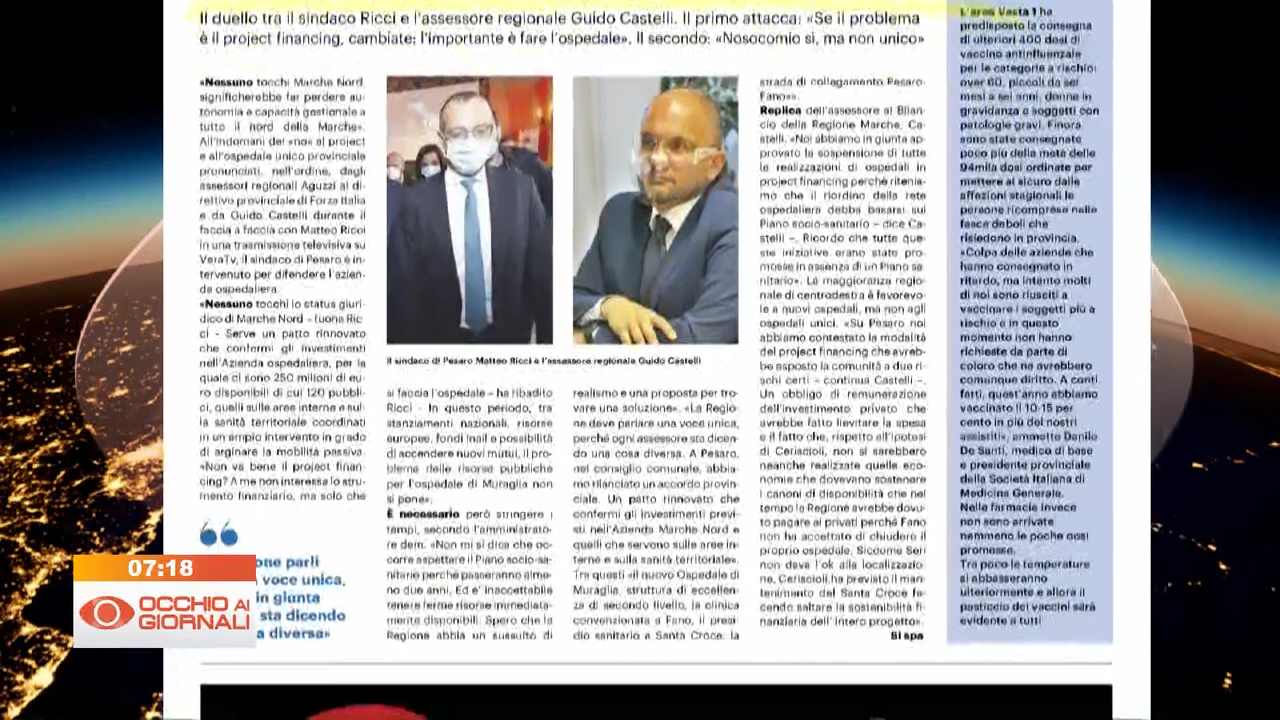 Il duello tra il sindaco Ricci e l'assessore regionale Guido Castelli. Il primo attacca: «Se il problema
è il project financing, cambiate: l'importante è fare l'ospedale». Il secondo: «Nosocomio sì, ma non unico»
«Nessuno tocchi Marche Nord,
significherebbe far perdere au-
tonomia e capacità gestionale a
tutto il nord della Marche».
All'indomani dei «no» al project
e all'ospedale unico provinciale
pronunciati, nell'ordine, dagli
assessori regionali Aguzzi al di-
rettivo provinciale di Forza Italia
e da Guido Castelli durante il
faccia a faccia con Matteo Ricci
in una trasmissione televisiva su
VeraTv, il sindaco di Pesaro è in-
tervenuto per difendere l'azien-
da ospedaliera.
«Nessuno tocchi lo status giuri-
dico di Marche Nord - tuona Ric-
ci - Serve un patto rinnovato
che confermi gli investimenti
nell'Azienda ospedaliera, per la
quale ci sono 250 milioni di eu-
ro disponibili di cui 120 pubbli-
ci, quelli sulle aree interne e sul-
la sanità territoriale coordinati
in un ampio intervento in grado
di arginare la mobilità passiva.
«Non va bene il project finan-
cing? A me non interessa lo stru-
mento finanziario, ma solo che
one parli
voce unica,
in giunta
sta dicendo
a diversa»
Il sindaco di Pesaro Matteo Ricci e l'assessore regionale Guido Castelli
si faccia l'ospedale – ha ribadito
Ricci - In questo periodo, tra
stanziamenti nazionali, risorse
europee, fondi Inail e possibilità
di accendere nuovi mutui, il pro-
blema delle risorse pubbliche
per l'ospedale di Muraglia non
si pone».
È necessario però stringere i
tempi, secondo l'amministrato-
re dem. «Non mi si dica che oc-
corre aspettare il Piano socio-sa-
nitario perché passeranno alme-
no due anni. Ed e' inaccettabile
tenere ferme risorse immediata-
mente disponibili. Spero che la
Regione abbia un sussulto di
realismo e una proposta per tro-
vare una soluzione». «La Regio-
ne deve parlare una voce unica,
perché ogni assessore sta dicen-
do una cosa diversa. A Pesaro,
nel consiglio comunale, abbia-
mo rilanciato un accordo provin-
ciale. Un patto rinnovato che
confermi gli investimenti previ-
sti nell'Azienda Marche Nord e
quelli che servono sulle aree in-
terne e sulla sanità territoriale».
Tra questi «il nuovo Ospedale di
Muraglia, struttura di eccellen-
za di secondo livello, la clinica
convenzionata a Fano, il presi-
dio sanitario a Santa Croce, la
strada di collagamento Pesaro-
Fano»».
Replica dell'assessore al Bilan-
cio della Regione Marche, Ca-
stelli. «Noi abbiamo in giunta ap-
provato la sospensione di tutte
le realizzazioni di ospedali in
project financing perché ritenia-
mo che il riordino della rete
ospedaliera debba basarsi sul
Piano socio-sanitario – dice Ca-
stelli –. Ricordo che tutte que-
ste iniziative erano state pro-
mosse in assenza di un Piano sa-
nitario». La maggioranza regio-
nale di centrodestra è favorevo-
le a nuovi ospedali, ma non agli
ospedali unici. «Su Pesaro noi
abbiamo contestato la modalità
del project financing che avreb-
be esposto la comunità a due ri-
schi certi – continua Castelli –.
Un obbligo di remunerazione
dell'investimento privato che
avrebbe fatto lievitare la spesa
e il fatto che, rispetto all'ipotesi
di Ceriscioli, non si sarebbero
neanche realizzate quelle eco-
nomie che dovevano sostenere
i canoni di disponibilità che nel
tempo la Regione avrebbe dovu-
to pagare ai privati perché Fano
non ha accettato di chiudere il
proprio ospedale. Siccome Seri
non dava l'ok alla localizzazio-
ne, Ceriscioli ha previsto il man-
tenimento del Santa Croce fa-
cendo saltare la sostenibilità fi-
nanziaria dell' intero progetto».
Si spa
L'area Vasta 1 ha
predisposto la consegna
di ulteriori 400 dosi di
vaccino antinfluenzale
per le categorie a rischio:
over 60, piccoli da sei
mesi a sei anni, donne in
gravidanza e soggetti con
patologie gravi. Finora
sono state consegnate
poco più della metà delle
94mila dosi ordinate per
mettere al sicuro dalle
affezioni stagionali le
persone ricomprese nelle
fasce deboli che
risiedono in provincia.
«Colpa delle aziende che
hanno consegnato in
ritardo, ma intanto molti
di noi sono riusciti a
vaccinare i soggetti più a
rischio e in questo
momento non hanno
richieste da parte di
coloro che ne avrebbero
comunque diritto. A conti
fatti, quest'anno abbiamo
vaccinato il 10-15 per
cento in più dei nostri
assistiti», ammette Danilo
De Santi, medico di base
e presidente provinciale
della Società Italiana di
Medicina Generale.
Nelle farmacie invece
non sono arrivate
nemmeno le poche dosi
promesse.
Tra poco le temperature
si abbasseranno
ulteriormente e allora il
pasticcio dei vaccini sarà
evidente a tutti
07:18
OCCHIO AI
GIORNALI